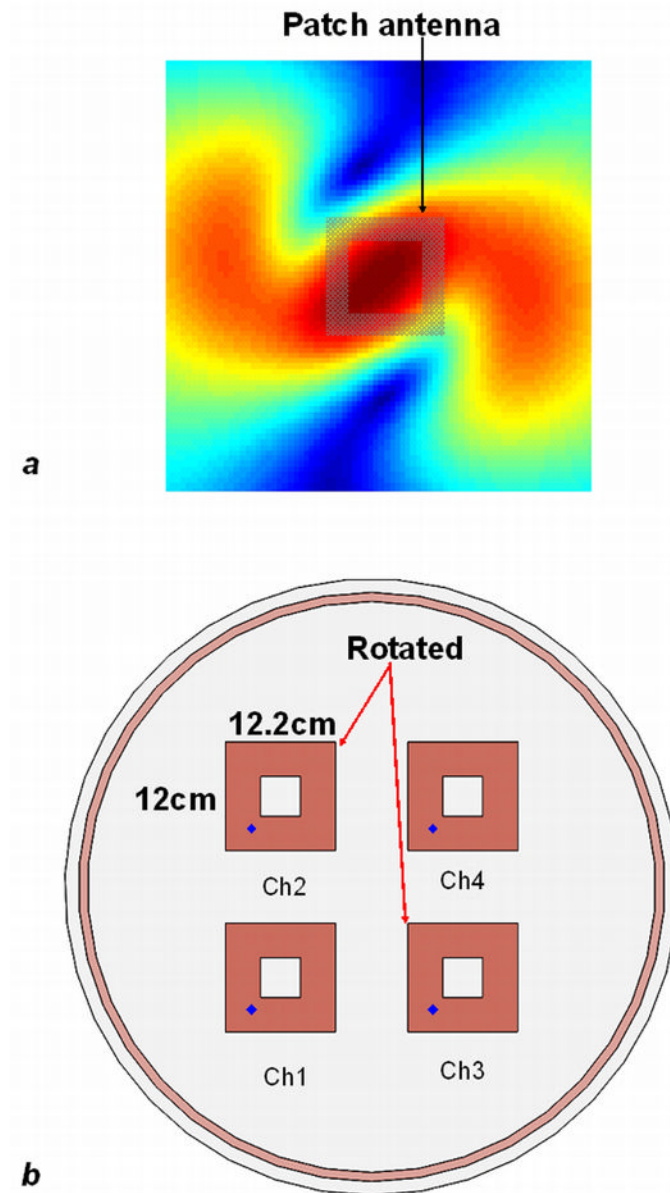 Patch antenna
a
Rotated
12.2cm
12cm
Ch2
Ch4
Ch1
Ch3
b